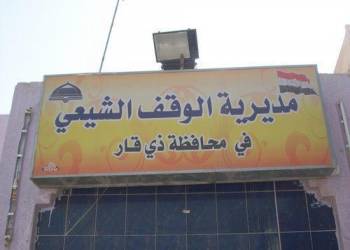 مديرية الوقف الشيعي
في محافظة ذي قار